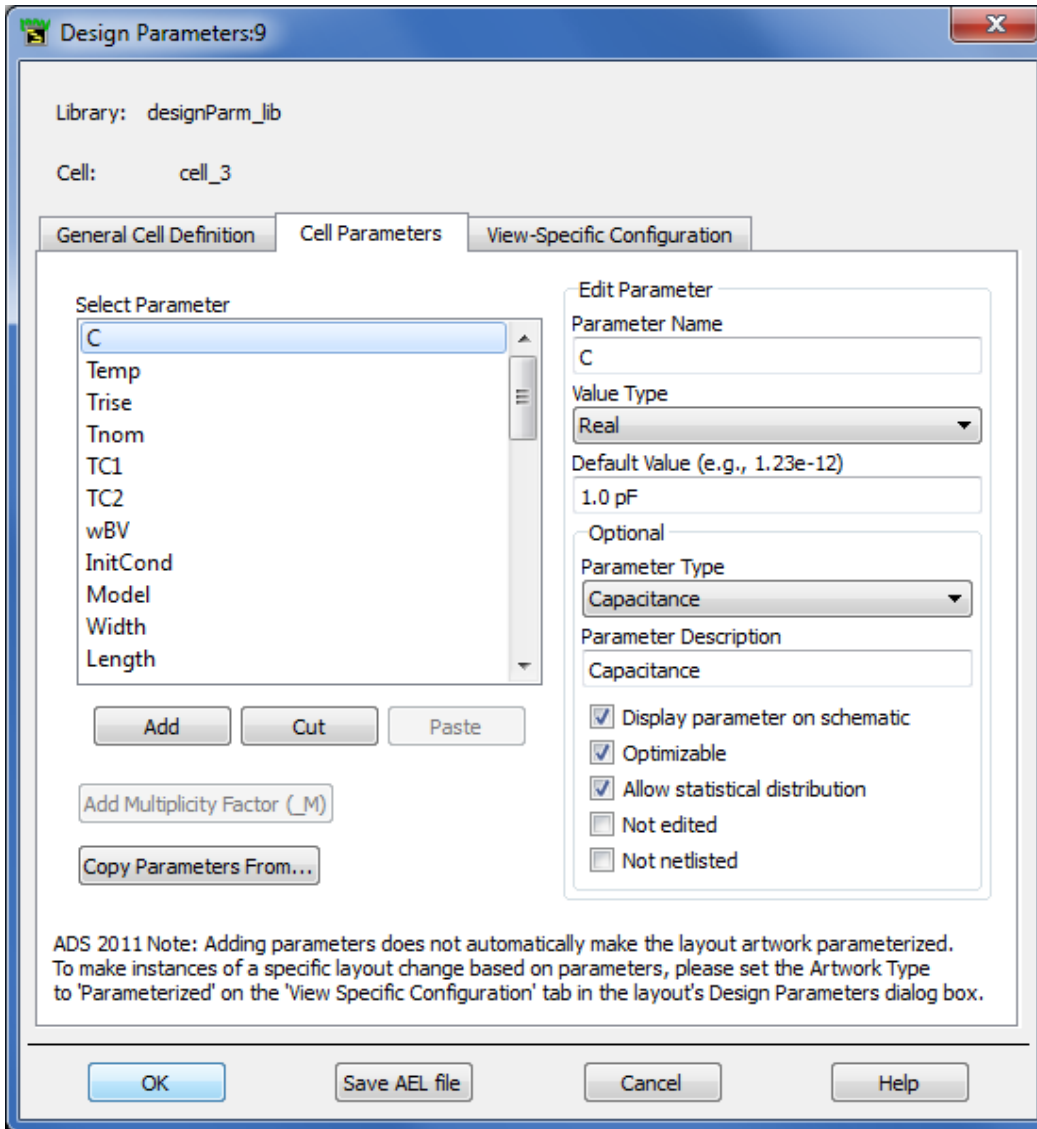 Design Parameters:9
Library: designParm_lib
Cell: cell_3
General Cell Definition
Cell Parameters
View-Specific Configuration
Select Parameter
C
Temp
Trise
Tnom
TC1
TC2
wBV
InitCond
Model
Width
Length
Add
Cut
Paste
Add Multiplicity Factor (_M)
Copy Parameters From...
Edit Parameter
Parameter Name
C
Value Type
Real
Default Value (e.g., 1.23e-12)
1.0 pF
Optional
Parameter Type
Capacitance
Parameter Description
Capacitance
Display parameter on schematic
Optimizable
Allow statistical distribution
Not edited
Not netlisted
ADS 2011 Note: Adding parameters does not automatically make the layout artwork parameterized.
To make instances of a specific layout change based on parameters, please set the Artwork Type
to 'Parameterized' on the 'View Specific Configuration' tab in the layout's Design Parameters dialog box.
OK
Save AEL file
Cancel
Help